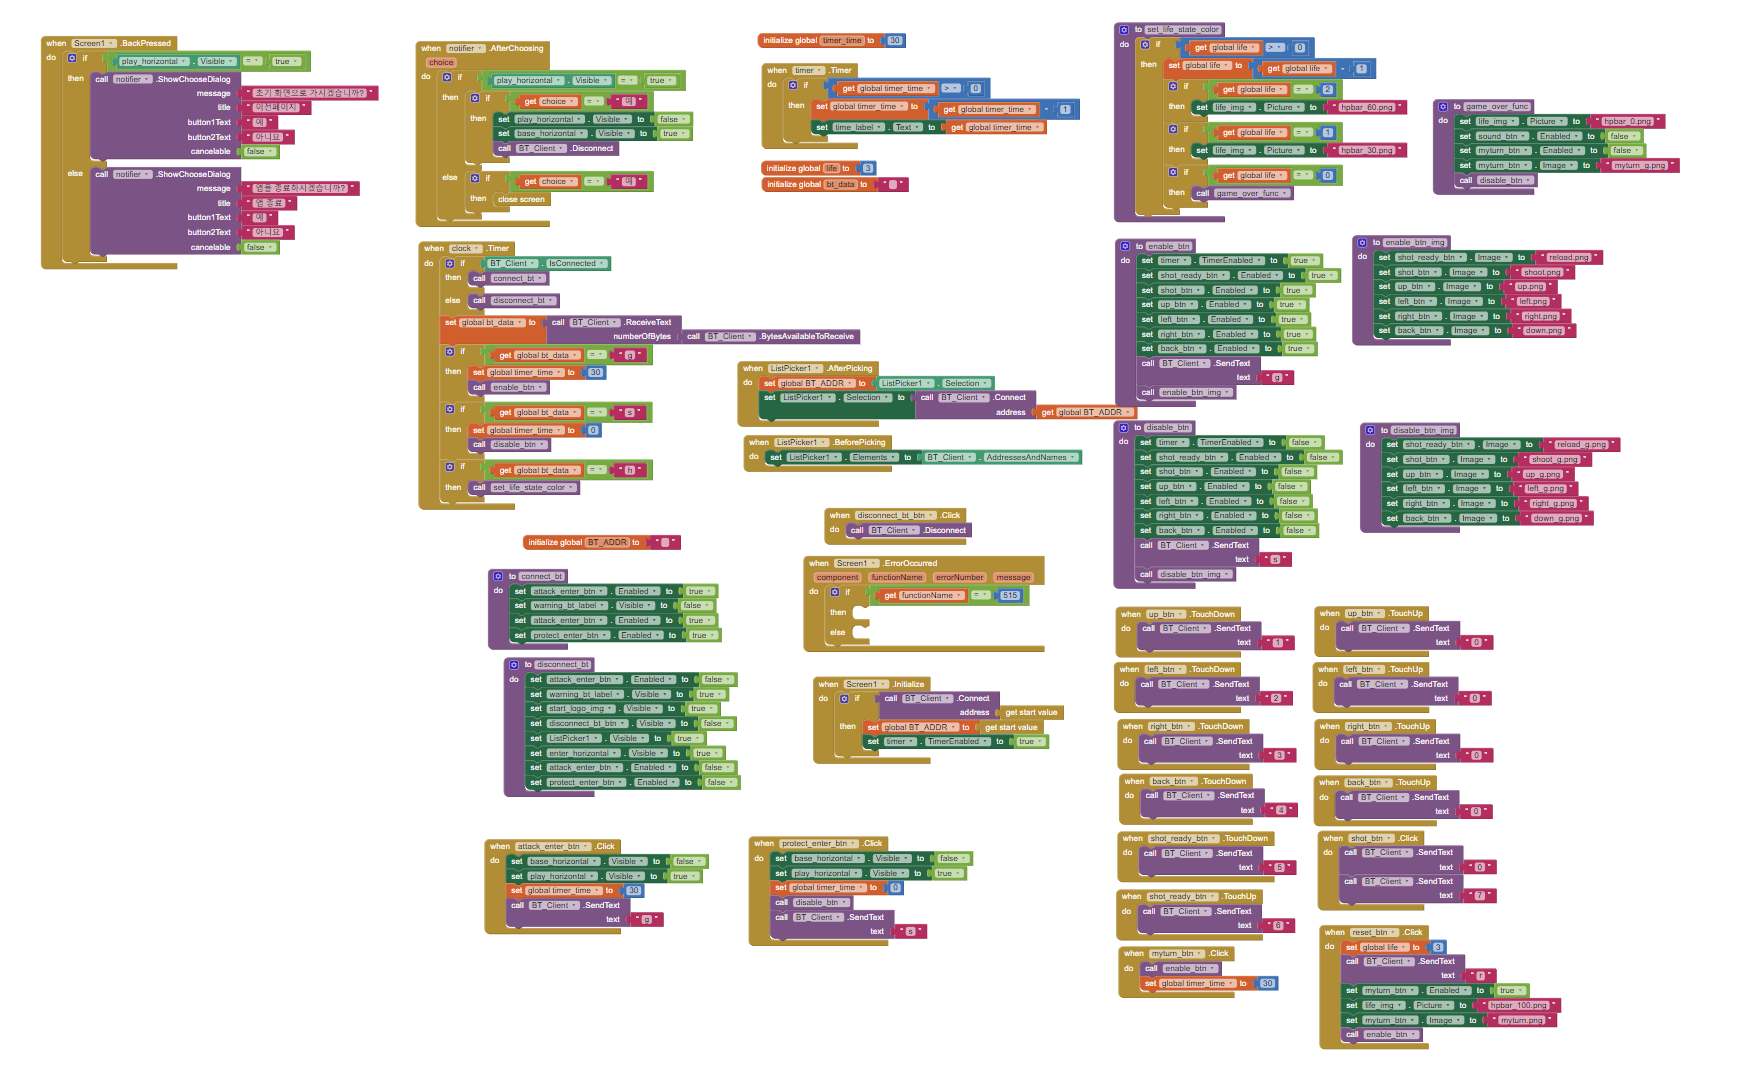 when Screen1 .BackPressed
do if play_horizontal . Visible = true
then call notifier .ShowChooseDialog
message " 초기 화면으로 가시겠습니까? "
title " 이전페이지 "
button1Text " 예 "
button2Text " 아니요 "
cancelable false
else call notifier .ShowChooseDialog
message " 앱을 종료하시겠습니까? "
title " 앱 종료 "
button1Text " 예 "
button2Text " 아니요 "
cancelable false
when notifier .AfterChoosing
choice
do if play_horizontal . Visible = true
then if get choice = " 예 "
then set play_horizontal . Visible to false
set base_horizontal . Visible to true
call BT_Client .Disconnect
else if get choice = " 예 "
then close screen
when clock .Timer
do if BT_Client . IsConnected
then call connect_bt
else call disconnect_bt
set global bt_data to call BT_Client .ReceiveText
numberOfBytes call BT_Client .BytesAvailableToReceive
if get global bt_data = " g "
then set global timer_time to 30
call enable_btn
if get global bt_data = " s "
then set global timer_time to 0
call disable_btn
if get global bt_data = " h "
then call set_life_state_color
initialize global BT_ADDR to " "
to connect_bt
do set attack_enter_btn . Enabled to true
set warning_bt_label . Visible to false
set attack_enter_btn . Enabled to true
set protect_enter_btn . Enabled to true
to disconnect_bt
do set attack_enter_btn . Enabled to false
set warning_bt_label . Visible to true
set start_logo_img . Visible to true
set disconnect_bt_btn . Visible to false
set ListPicker1 . Visible to true
set enter_horizontal . Visible to true
set attack_enter_btn . Enabled to false
set protect_enter_btn . Enabled to false
when attack_enter_btn .Click
do set base_horizontal . Visible to false
set play_horizontal . Visible to true
set global timer_time to 30
call BT_Client .SendText
text " g "
initialize global timer_time to 30
when timer .Timer
do if get global timer_time > 0
then set global timer_time to get global timer_time - 1
set time_label . Text to get global timer_time
initialize global life to 3
initialize global bt_data to " "
when ListPicker1 .AfterPicking
do set global BT_ADDR to ListPicker1 . Selection
set ListPicker1 . Selection to call BT_Client .Connect
address get global BT_ADDR
when ListPicker1 .BeforePicking
do set ListPicker1 . Elements to BT_Client . AddressesAndNames
when disconnect_bt_btn .Click
do call BT_Client .Disconnect
when Screen1 .ErrorOccurred
component functionName errorNumber message
do if get functionName = 515
then
else
when Screen1 .Initialize
do if call BT_Client .Connect
address get start value
then set global BT_ADDR to get start value
set timer . TimerEnabled to true
when protect_enter_btn .Click
do set base_horizontal . Visible to false
set play_horizontal . Visible to true
set global timer_time to 0
call disable_btn
call BT_Client .SendText
text " s "
to set_life_state_color
do if get global life > 0
then set global life to get global life - 1
if get global life = 2
then set life_img . Picture to " hpbar_60.png "
if get global life = 1
then set life_img . Picture to " hpbar_30.png "
if get global life = 0
then call game_over_func
to game_over_func
do set life_img . Picture to " hpbar_0.png "
set sound_btn . Enabled to false
set myturn_btn . Enabled to false
set myturn_btn . Image to " myturn_g.png "
call disable_btn
to enable_btn
do set timer . TimerEnabled to true
set shot_ready_btn . Enabled to true
set shot_btn . Enabled to true
set up_btn . Enabled to true
set left_btn . Enabled to true
set right_btn . Enabled to true
set back_btn . Enabled to true
call BT_Client .SendText
text " g "
call enable_btn_img
to enable_btn_img
do set shot_ready_btn . Image to " reload.png "
set shot_btn . Image to " shoot.png "
set up_btn . Image to " up.png "
set left_btn . Image to " left.png "
set right_btn . Image to " right.png "
set back_btn . Image to " down.png "
to disable_btn
do set timer . TimerEnabled to false
set shot_ready_btn . Enabled to false
set shot_btn . Enabled to false
set up_btn . Enabled to false
set left_btn . Enabled to false
set right_btn . Enabled to false
set back_btn . Enabled to false
call BT_Client .SendText
text " s "
call disable_btn_img
to disable_btn_img
do set shot_ready_btn . Image to " reload_g.png "
set shot_btn . Image to " shoot_g.png "
set up_btn . Image to " up_g.png "
set left_btn . Image to " left_g.png "
set right_btn . Image to " right_g.png "
set back_btn . Image to " down_g.png "
when up_btn .TouchDown
do call BT_Client .SendText
text " 1 "
when up_btn .TouchUp
do call BT_Client .SendText
text " 0 "
when left_btn .TouchDown
do call BT_Client .SendText
text " 2 "
when left_btn .TouchUp
do call BT_Client .SendText
text " 0 "
when right_btn .TouchDown
do call BT_Client .SendText
text " 3 "
when right_btn .TouchUp
do call BT_Client .SendText
text " 0 "
when back_btn .TouchDown
do call BT_Client .SendText
text " 4 "
when back_btn .TouchUp
do call BT_Client .SendText
text " 0 "
when shot_ready_btn .TouchDown
do call BT_Client .SendText
text " 5 "
when shot_btn .Click
do call BT_Client .SendText
text " 0 "
call BT_Client .SendText
text " 7 "
when shot_ready_btn .TouchUp
do call BT_Client .SendText
text " 6 "
when myturn_btn .Click
do call enable_btn
set global timer_time to 30
when reset_btn .Click
do set global life to 3
call BT_Client .SendText
text " r "
set myturn_btn . Enabled to true
set life_img . Picture to " hpbar_100.png "
set myturn_btn . Image to " myturn.png "
call enable_btn